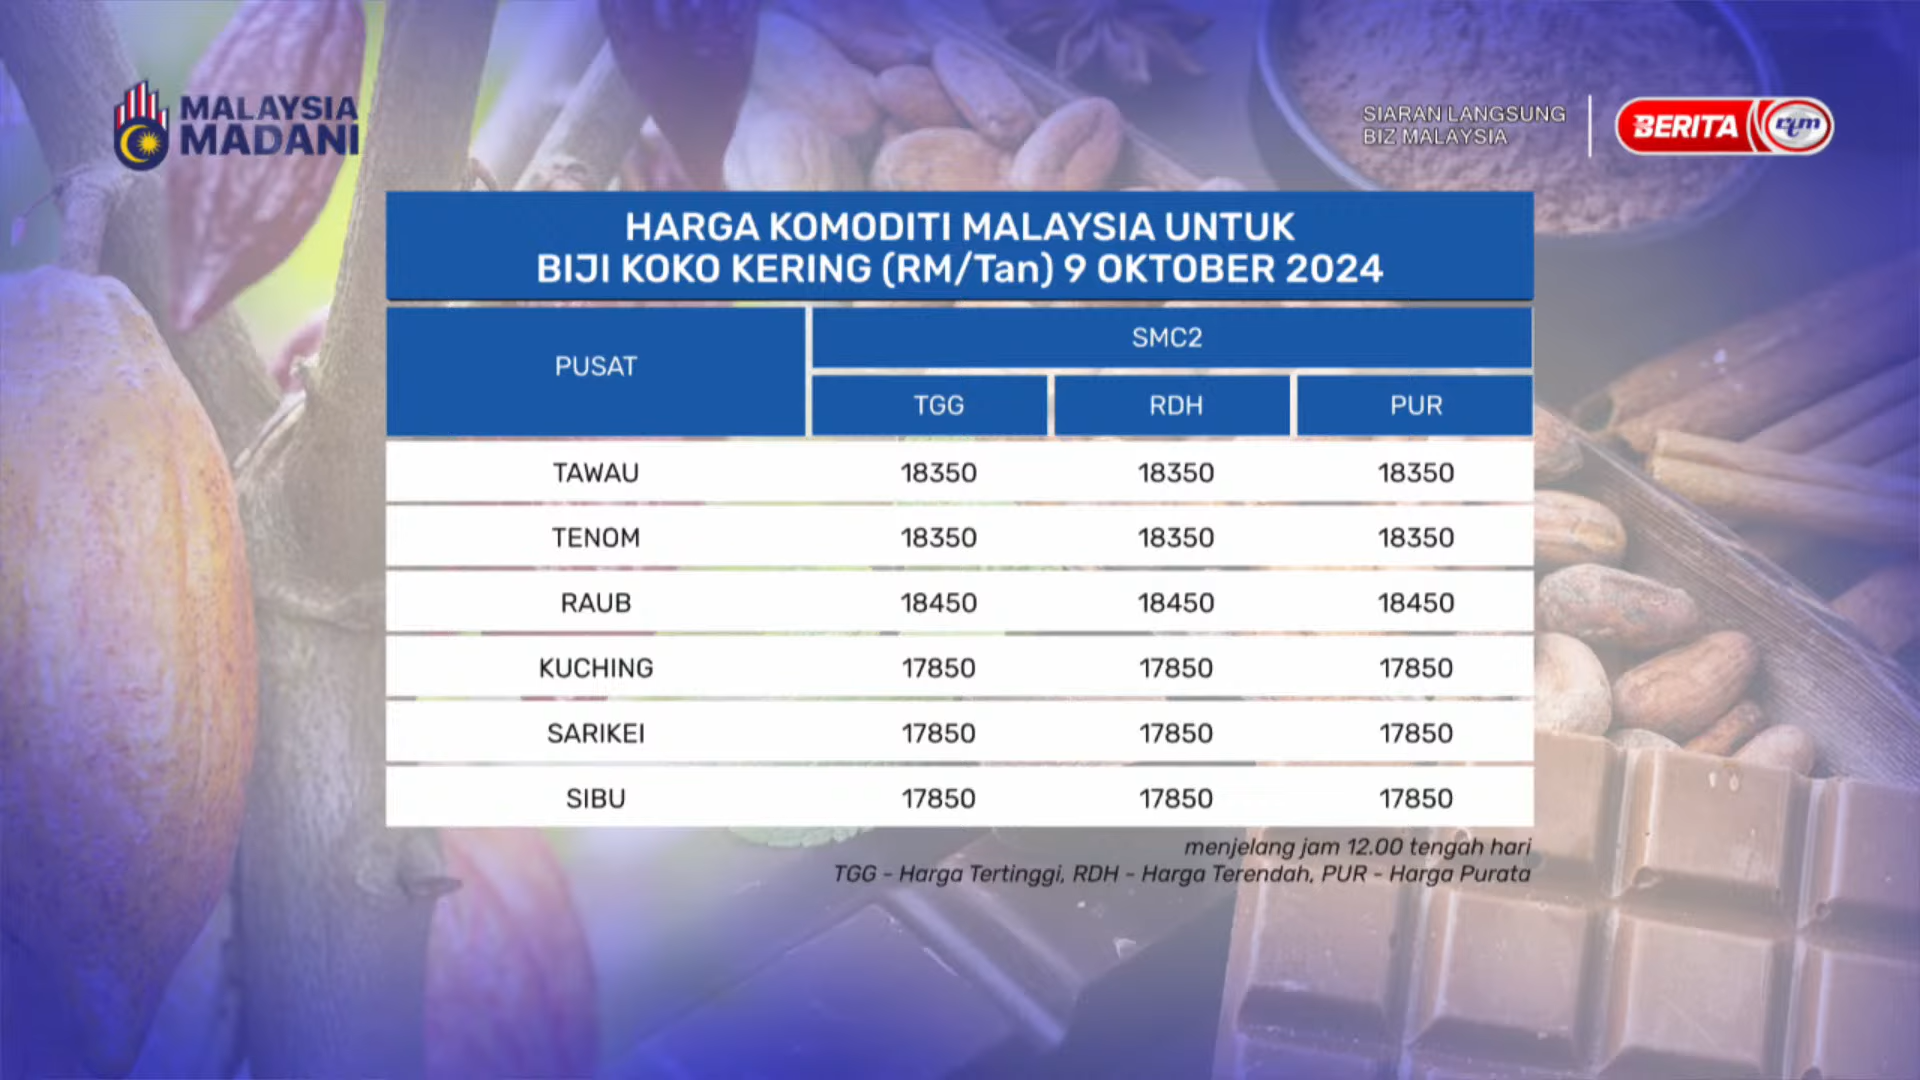 MALAYSIA
MADANI
SIARAN LANGSUNG
BIZ MALAYSIA
BERITA rtm
HARGA KOMODITI MALAYSIA UNTUK
BIJI KOKO KERING (RM/Tan) 9 OKTOBER 2024
PUSAT
SMC2
TGG RDH PUR
TAWAU 18350 18350 18350
TENOM 18350 18350 18350
RAUB 18450 18450 18450
KUCHING 17850 17850 17850
SARIKEI 17850 17850 17850
SIBU 17850 17850 17850
menjelang jam 12.00 tengah hari
TGG - Harga Tertinggi, RDH - Harga Terendah, PUR - Harga Purata